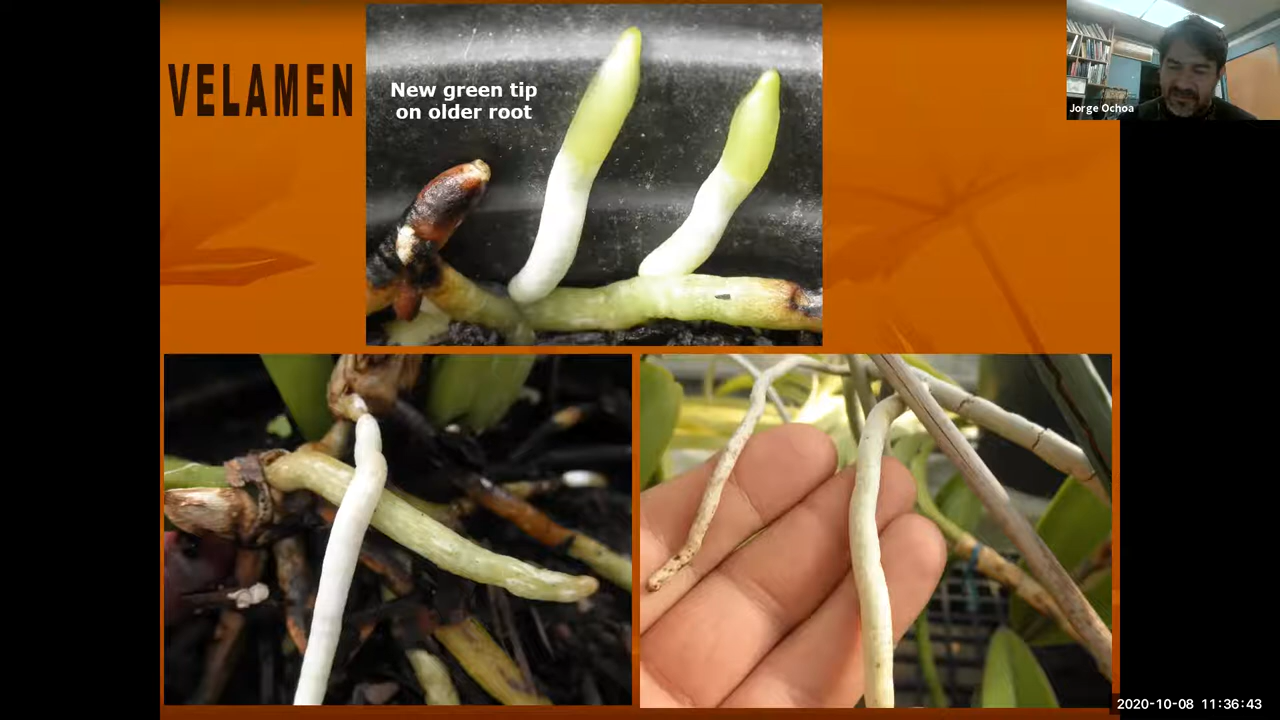 VELAMEN
New green tip
on older root
Jorge Ochoa
2020-10-08 11:36:43